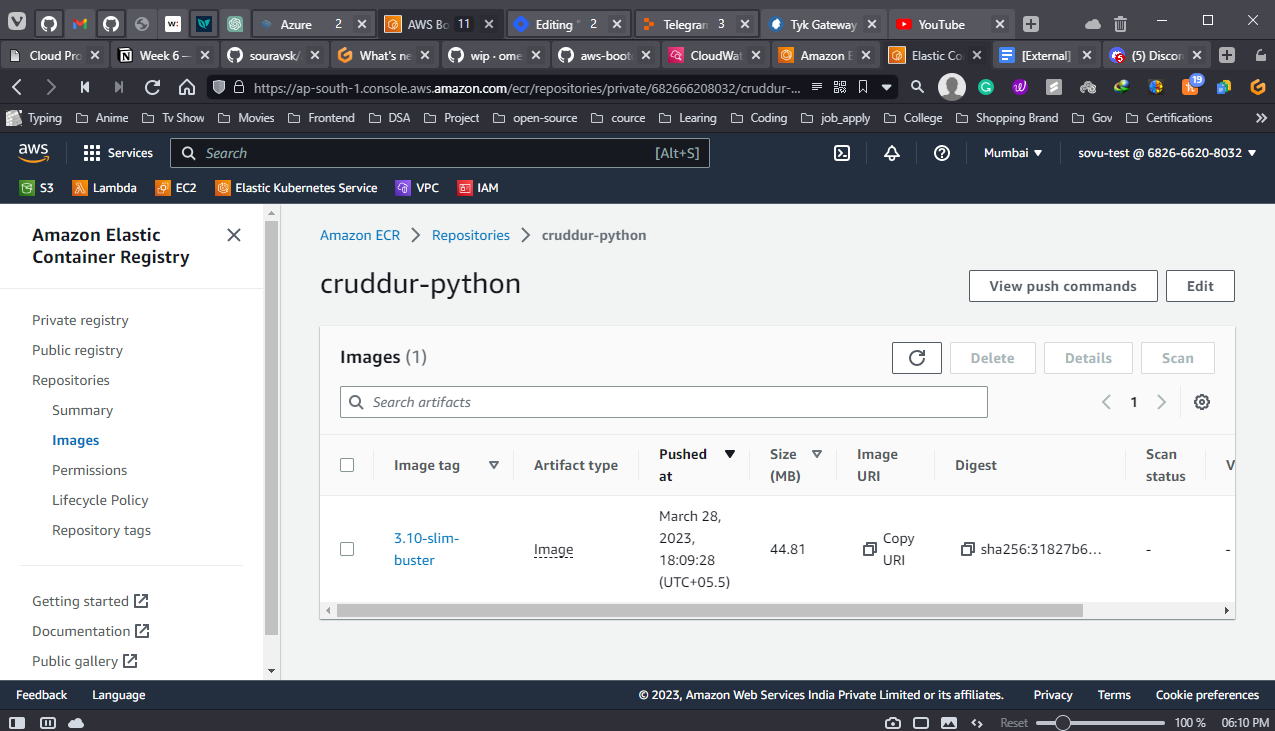 Azure 2 AWS Bo 11 Editing " 2 Telegram 3 Tyk Gateway YouTube
Cloud Pro Week 6 — souravsk/ What's ne wip · ome aws-boot CloudWat Amazon E Elastic Co [External] (5) Discor
https://ap-south-1.console.aws.amazon.com/ecr/repositories/private/682666208032/cruddur-... 19
Typing Anime Tv Show Movies Frontend DSA Project open-source cource Learing Coding job_apply College Shopping Brand Gov Certifications
aws Services Search [Alt+S] Mumbai sovu-test @ 6826-6620-8032
S3 Lambda EC2 Elastic Kubernetes Service VPC IAM
Amazon Elastic
Container Registry
Private registry
Public registry
Repositories
Summary
Images
Permissions
Lifecycle Policy
Repository tags
Getting started
Documentation
Public gallery
Amazon ECR Repositories cruddur-python
cruddur-python
View push commands Edit
Images (1)
Delete Details Scan
Search artifacts
1
Image tag Artifact type Pushed at Size (MB) Image URI Digest Scan status V
3.10-slim-buster Image March 28, 2023, 18:09:28 (UTC+05.5) 44.81 Copy URI sha256:31827b6... - -
Feedback Language © 2023, Amazon Web Services India Private Limited or its affiliates. Privacy Terms Cookie preferences
Reset 100 % 06:10 PM